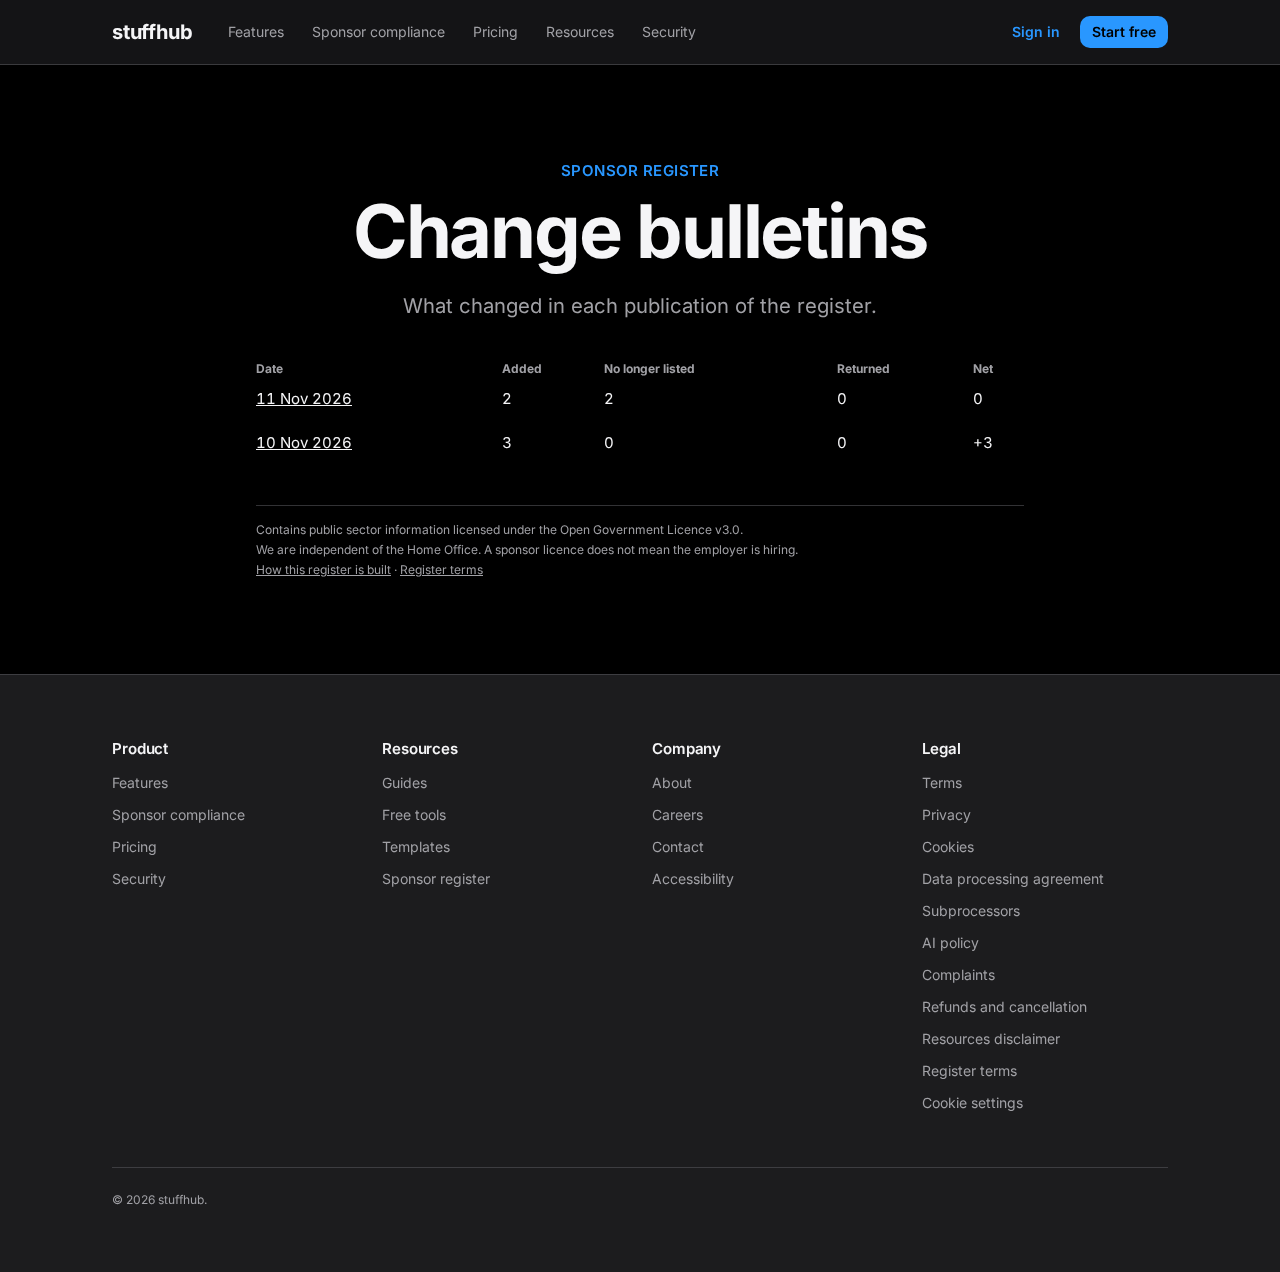 stuffhub Features Sponsor compliance Pricing Resources Security Sign in Start free
SPONSOR REGISTER
Change bulletins
What changed in each publication of the register.
Date Added No longer listed Returned Net
11 Nov 2026 2 2 0 0
10 Nov 2026 3 0 0 +3
Contains public sector information licensed under the Open Government Licence v3.0.
We are independent of the Home Office. A sponsor licence does not mean the employer is hiring.
How this register is built · Register terms
Product
Features
Sponsor compliance
Pricing
Security
Resources
Guides
Free tools
Templates
Sponsor register
Company
About
Careers
Contact
Accessibility
Legal
Terms
Privacy
Cookies
Data processing agreement
Subprocessors
AI policy
Complaints
Refunds and cancellation
Resources disclaimer
Register terms
Cookie settings
© 2026 stuffhub.